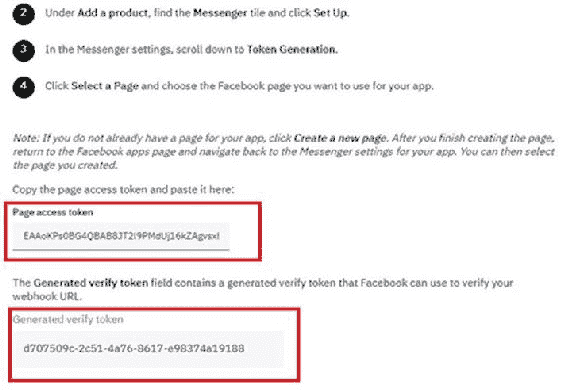 2 Under Add a product, find the Messenger tile and click Set Up.
3 In the Messenger settings, scroll down to Token Generation.
4 Click Select a Page and choose the Facebook page you want to use for your app.
Note: If you do not already have a page for your app, click Create a new page. After you finish creating the page,
return to the Facebook apps page and navigate back to the Messenger settings for your app. You can then select
the page you created.
Copy the page access token and paste it here:
Page access token
The Generated verify token field contains a generated verify token that Facebook can use to verify your
webhook URL.
Generated verify token
d707509c-2c51-4a76-8617-e98374a19188